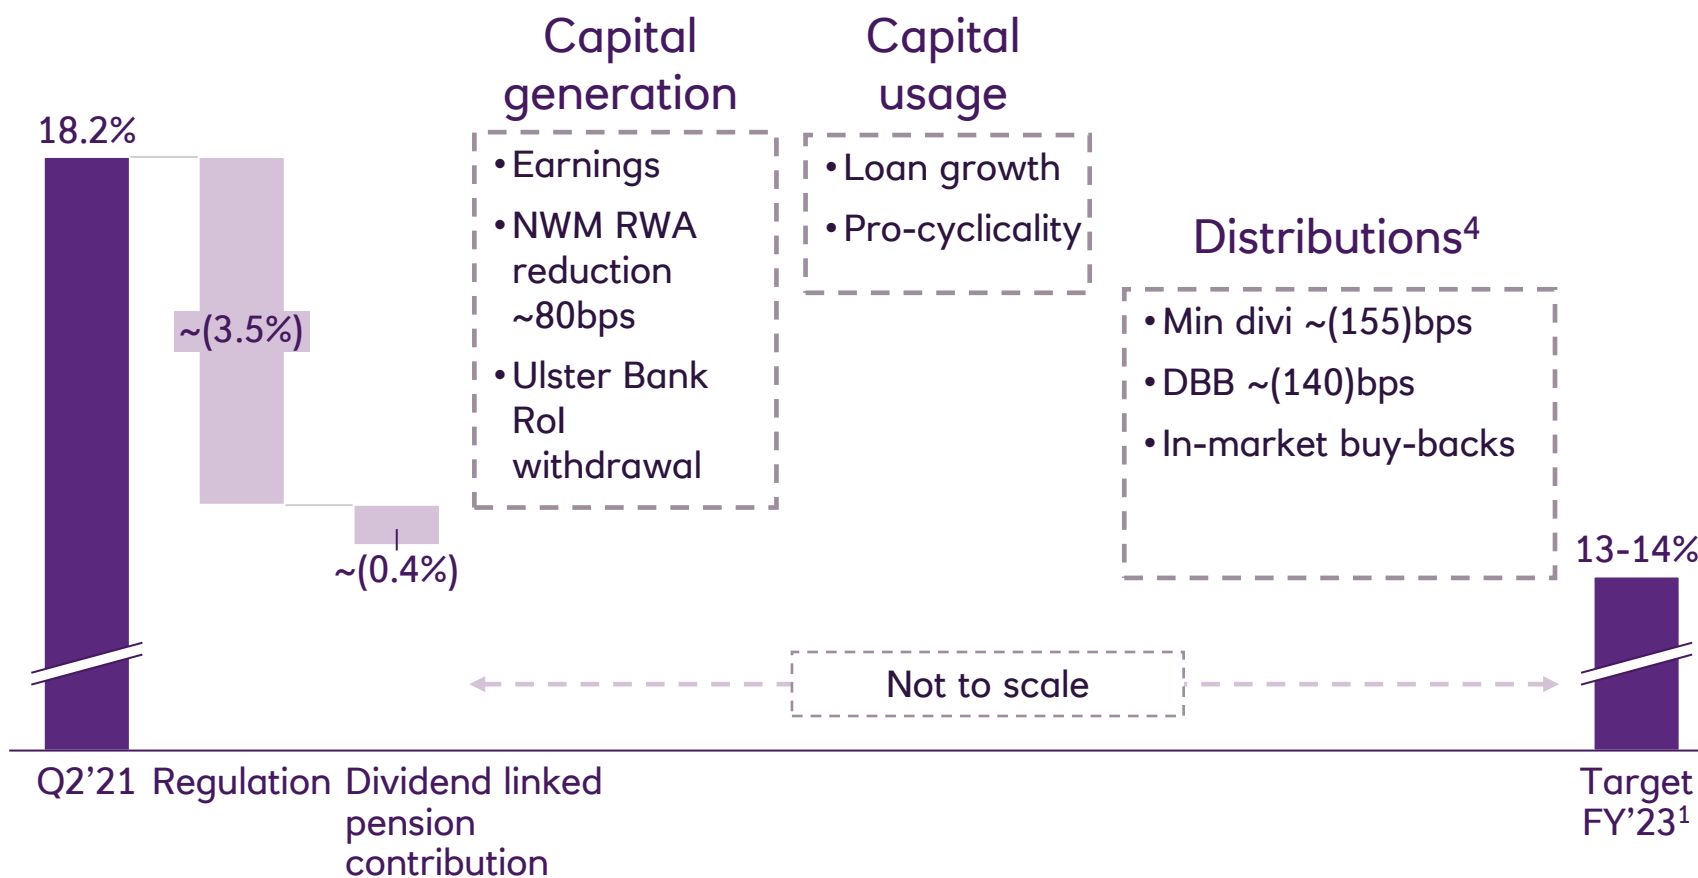 Capital
generation
Capital
usage
18.2%
~(3.5%)
~(0.4%)
• Earnings
• NWM RWA
reduction
~80bps
• Ulster Bank
RoI
withdrawal
• Loan growth
• Pro-cyclicality
Distributions⁴
• Min divi ~(155)bps
• DBB ~(140)bps
• In-market buy-backs
13-14%
Not to scale
Q2’21
Regulation
Dividend linked
pension
contribution
Target
FY’23¹